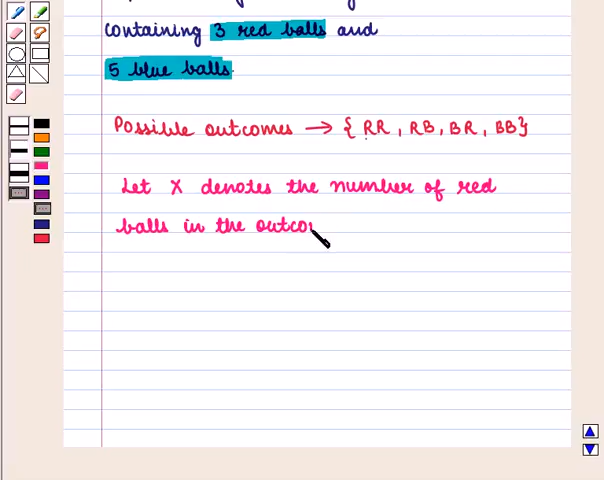 containing 3 red balls and
5 blue balls.
Possible outcomes → { RR , RB , BR , BB}
Let X denotes the number of red
balls in the outco